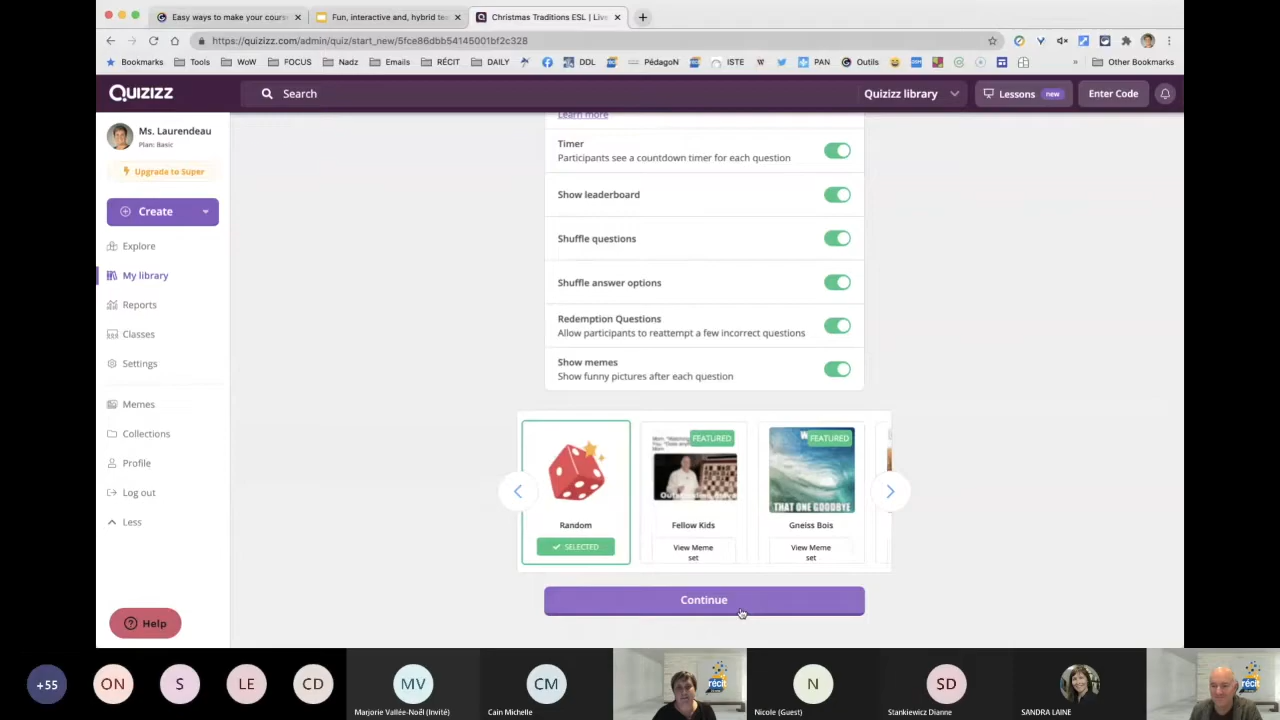 Easy ways to make your cours
Fun, interactive and, hybrid te
Christmas Traditions ESL | Live
https://quizizz.com/admin/quiz/start_new/5fce86dbb54145001bf2c328
Bookmarks
Tools
WoW
FOCUS
Nadz
Emails
RÉCIT
DAILY
DDL
PédagoN
ISTE
PAN
Outils
Other Bookmarks
Quizizz
Search
Quizizz library
Lessons new
Enter Code
Ms. Laurendeau
Plan: Basic
Upgrade to Super
Create
Explore
My library
Reports
Classes
Settings
Memes
Collections
Profile
Log out
Less
Help
Learn more
Timer
Participants see a countdown timer for each question
Show leaderboard
Shuffle questions
Shuffle answer options
Redemption Questions
Allow participants to reattempt a few incorrect questions
Show memes
Show funny pictures after each question
Random
SELECTED
FEATURED
Fellow Kids
View Meme
set
FEATURED
THAT ONE GOODBYE
Gneiss Bois
View Meme
set
Continue
+55
ON
S
LE
CD
MV
Marjorie Vallée-Noël (Invité)
CM
Cain Michelle
récit
N
Nicole (Guest)
SD
Stankiewicz Dianne
SANDRA LAINE
récit